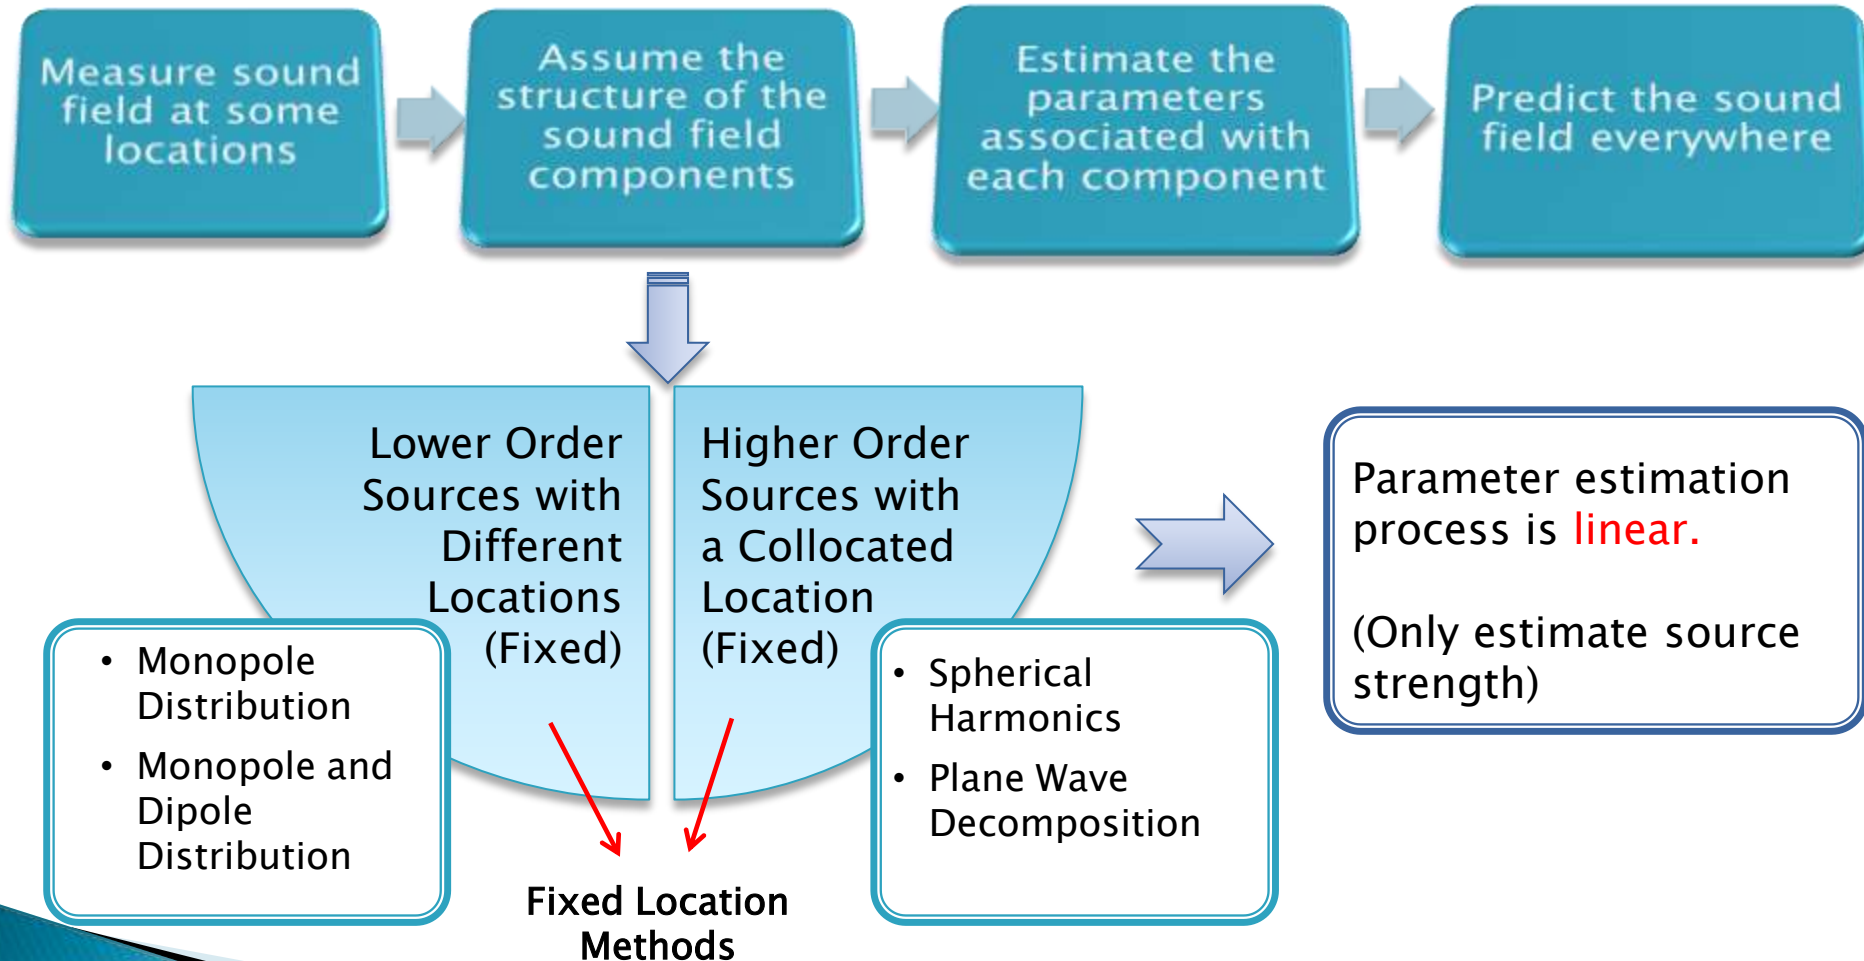 Measure sound
field at some
locations
Assume the
structure of the
sound field
components
Estimate the
parameters
associated with
each component
Predict the sound
field everywhere
Lower Order
Sources with
Different
Locations
(Fixed)
Higher Order
Sources with
a Collocated
Location
(Fixed)
• Monopole
Distribution
• Monopole and
Dipole
Distribution
• Spherical
Harmonics
• Plane Wave
Decomposition
Parameter estimation
process is linear.
(Only estimate source
strength)
Fixed Location
Methods